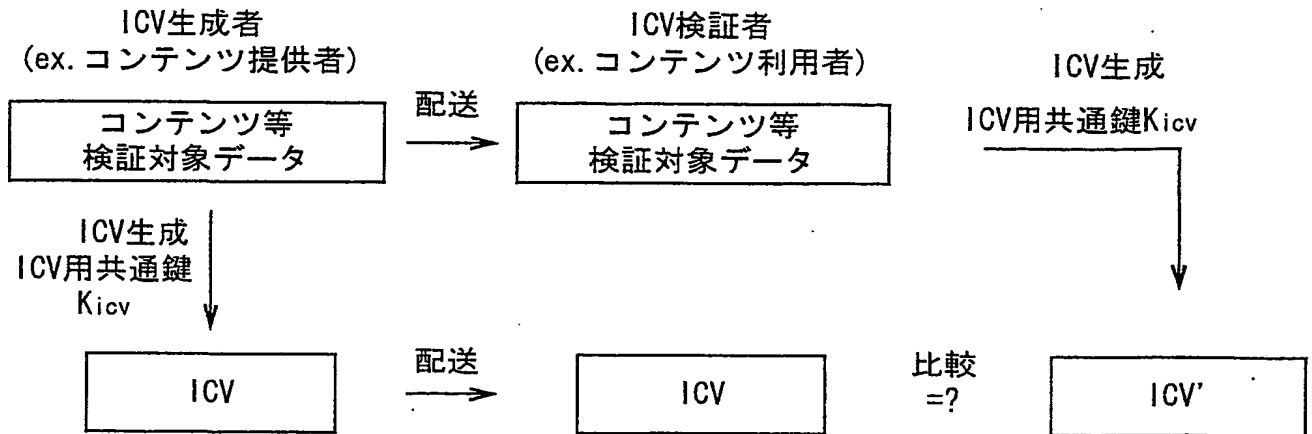 ICV生成者
(ex. コンテンツ提供者)
コンテンツ等
検証対象データ
配送
ICV検証者
(ex. コンテンツ利用者)
コンテンツ等
検証対象データ
ICV生成
ICV用共通鍵Kicv
ICV生成
ICV用共通鍵
Kicv
ICV
配送
ICV
比較
=?
ICV'